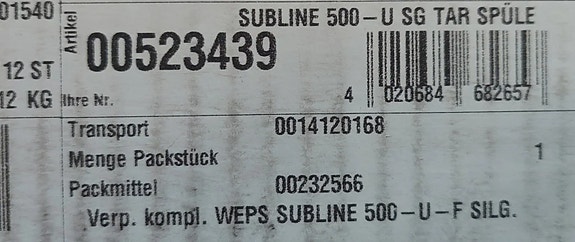 01540
Artikel
SUBLINE 500-U SG TAR SPÜLE
00523439
12 ST
12 KG
Ihre Nr.
4 020684 682657
Transport 0014120168
Menge Packstück 1
Packmittel 00232566
Verp. kompl. WEPS SUBLINE 500-U-F SILG.